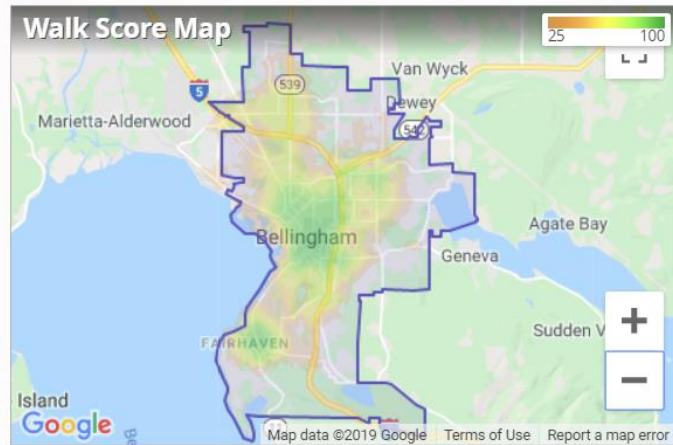 Walk Score Map
25 100
Van Wyck
539
5
Dewey
542
Marietta-Alderwood
Bellingham
Agate Bay
Geneva
Sudden V
FAIRHAVEN
Island
Google
Be
Map data ©2019 Google Terms of Use Report a map error